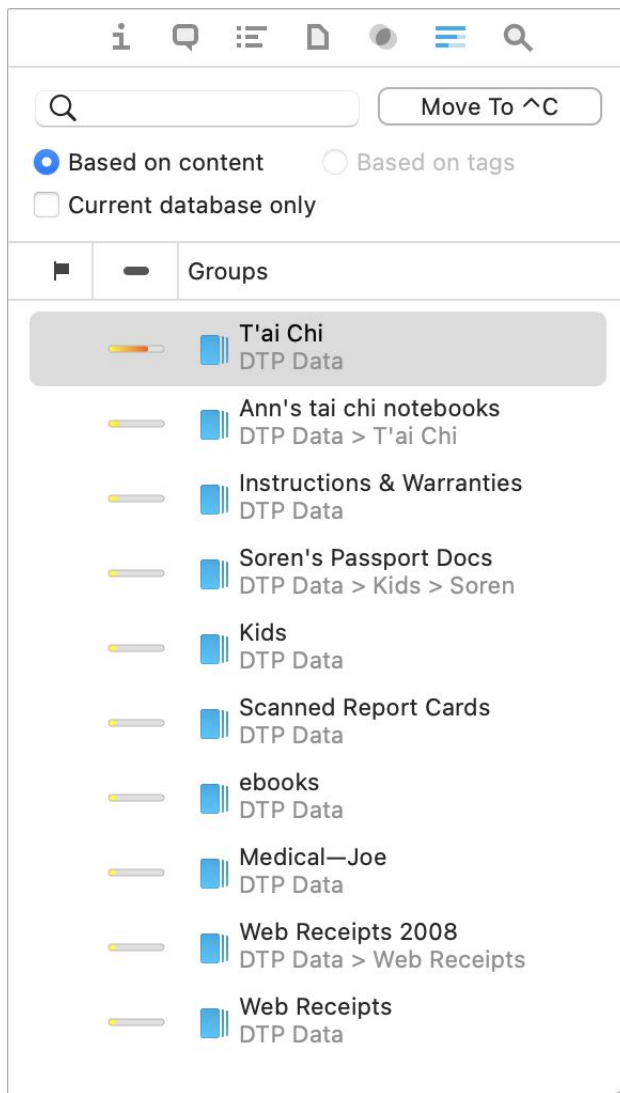 Move To ^C
Based on content
Based on tags
Current database only
Groups
T'ai Chi
DTP Data
Ann's tai chi notebooks
DTP Data > T'ai Chi
Instructions & Warranties
DTP Data
Soren's Passport Docs
DTP Data > Kids > Soren
Kids
DTP Data
Scanned Report Cards
DTP Data
ebooks
DTP Data
Medical—Joe
DTP Data
Web Receipts 2008
DTP Data > Web Receipts
Web Receipts
DTP Data